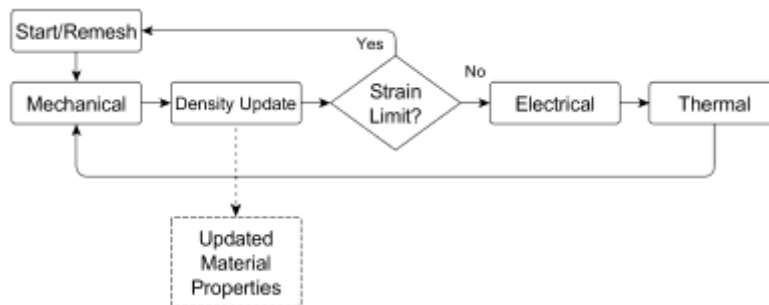 Start/Remesh
Yes
No
Mechanical
Density Update
Strain
Limit?
Electrical
Thermal
Updated
Material
Properties